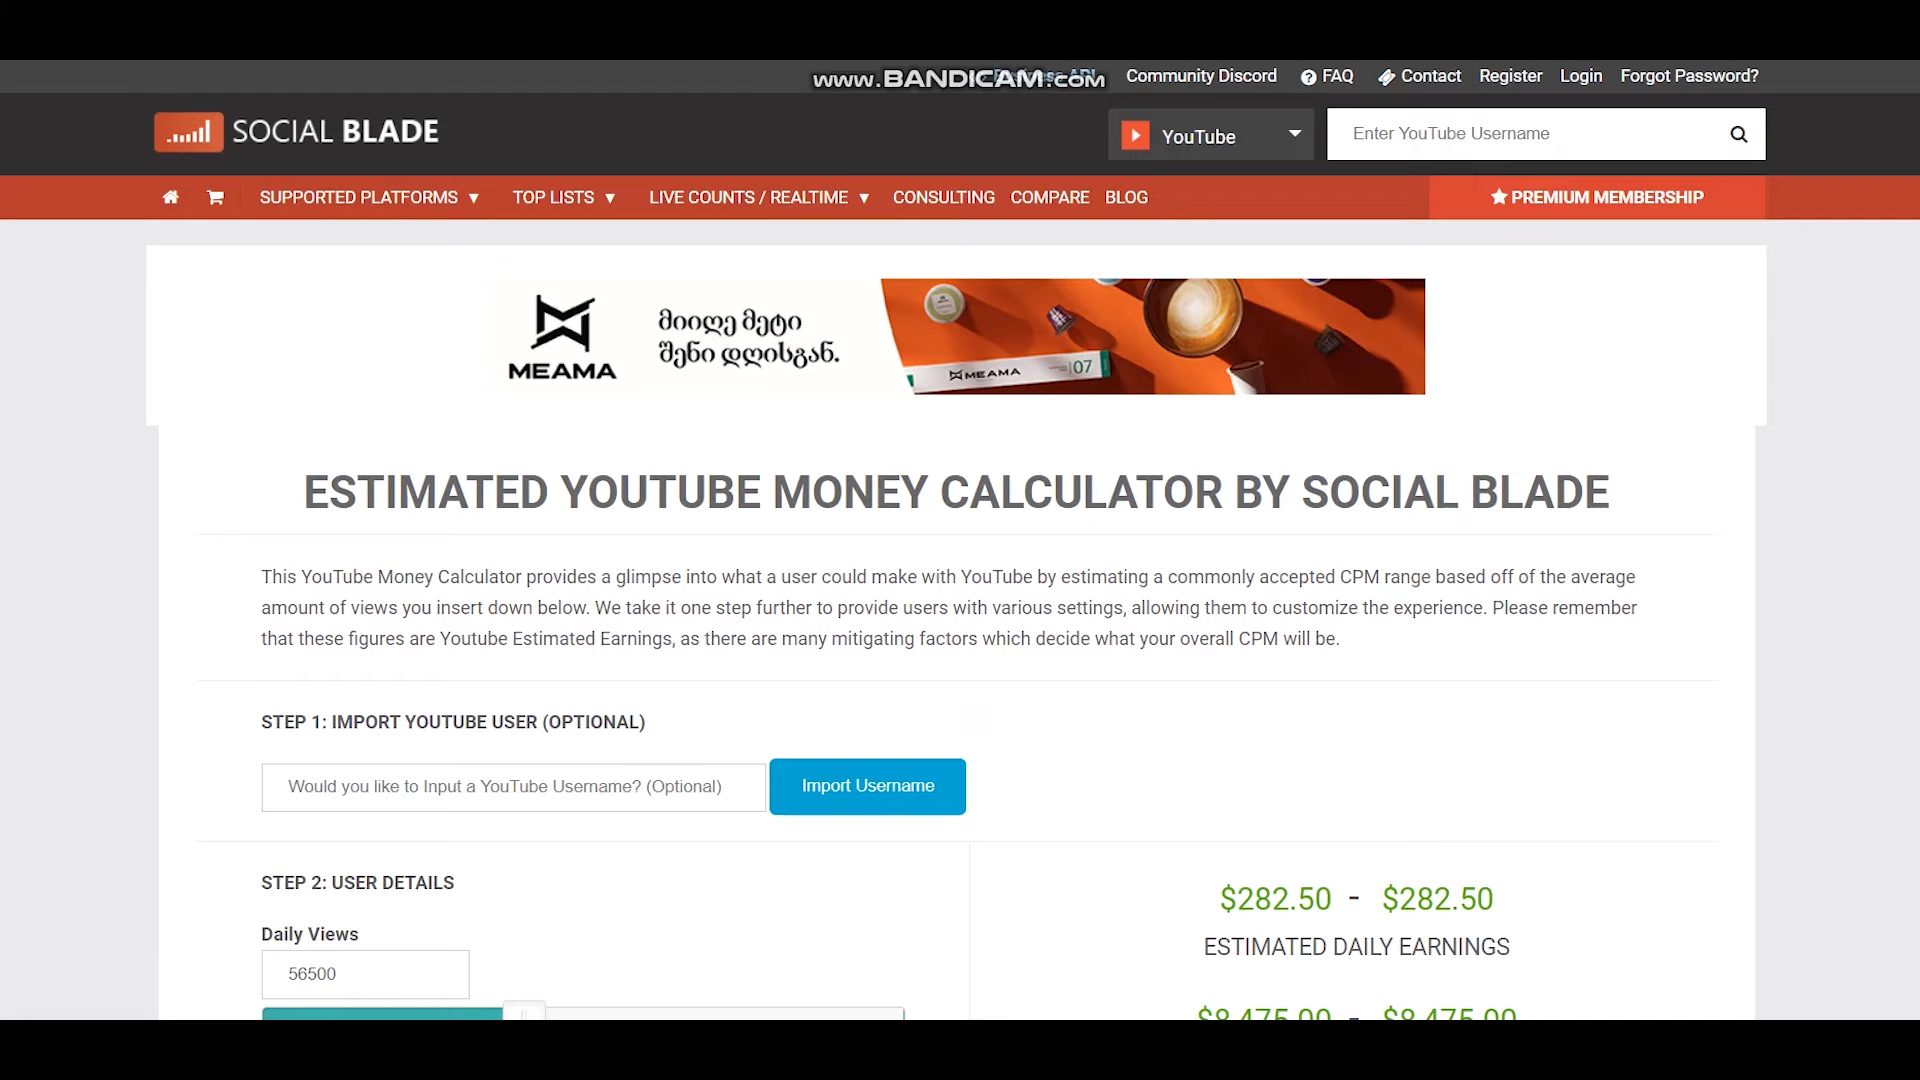 www.BANDICAM.com
Community Discord
FAQ
Contact
Register
Login
Forgot Password?
SOCIAL BLADE
YouTube
Enter YouTube Username
SUPPORTED PLATFORMS ▼
TOP LISTS ▼
LIVE COUNTS / REALTIME ▼
CONSULTING
COMPARE
BLOG
PREMIUM MEMBERSHIP
MEAMA
მიიღე მეტი
შენი დღისგან.
MEAMA
07
ESTIMATED YOUTUBE MONEY CALCULATOR BY SOCIAL BLADE
This YouTube Money Calculator provides a glimpse into what a user could make with YouTube by estimating a commonly accepted CPM range based off of the average
amount of views you insert down below. We take it one step further to provide users with various settings, allowing them to customize the experience. Please remember
that these figures are Youtube Estimated Earnings, as there are many mitigating factors which decide what your overall CPM will be.
STEP 1: IMPORT YOUTUBE USER (OPTIONAL)
Would you like to Input a YouTube Username? (Optional)
Import Username
STEP 2: USER DETAILS
Daily Views
56500
$282.50 - $282.50
ESTIMATED DAILY EARNINGS
$8,475.00 - $8,475.00